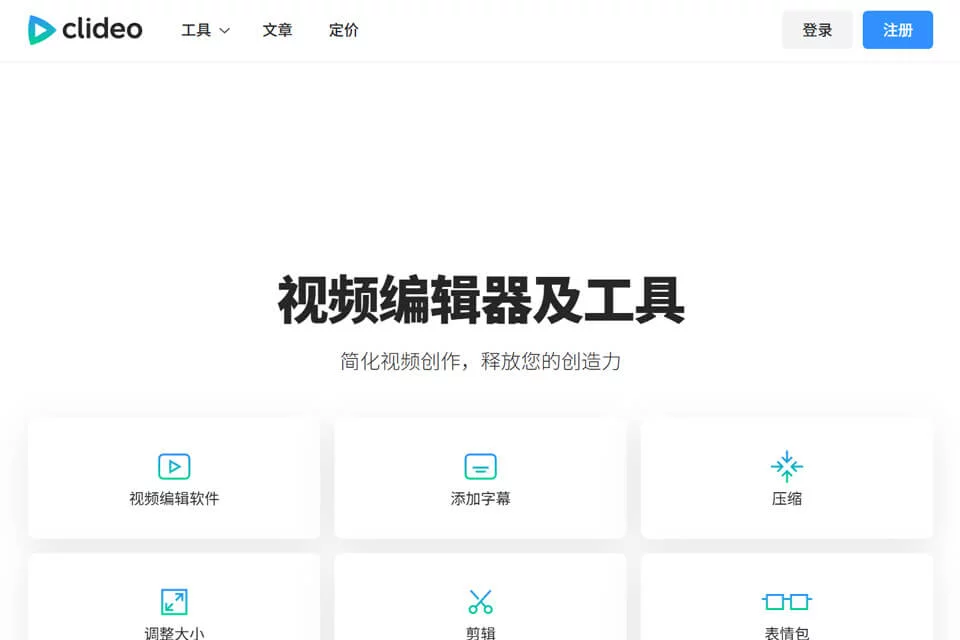 clideo 工具 文章 定价 登录 注册
视频编辑器及工具
简化视频创作，释放您的创造力
视频编辑软件 添加字幕 压缩
调整大小 剪辑 表情包